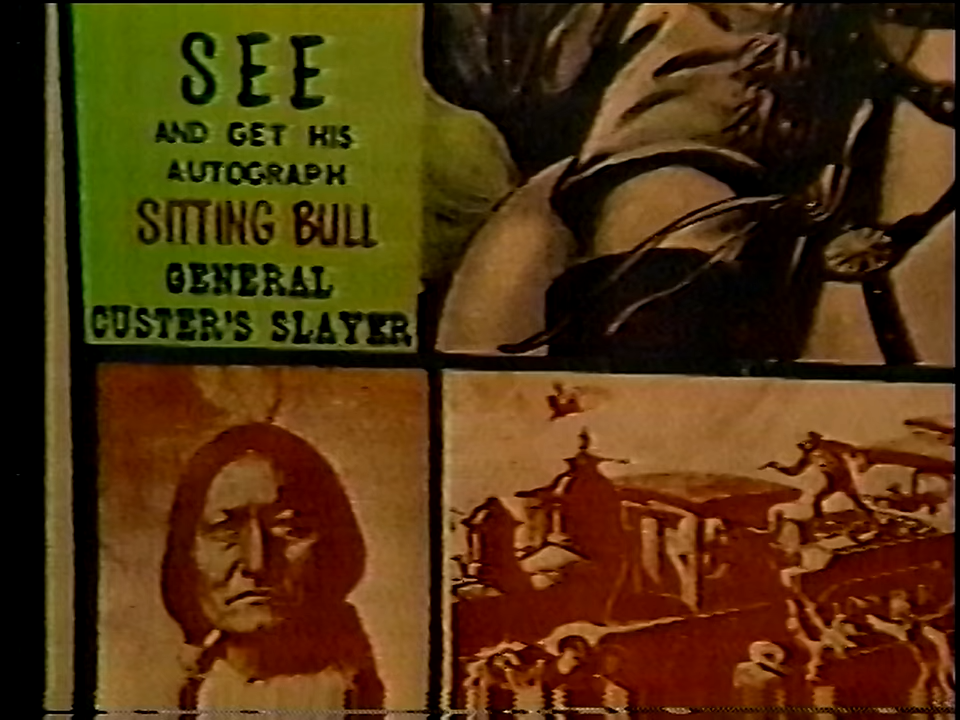 SEE
AND GET HIS
AUTOGRAPH
SITTING BULL
GENERAL
CUSTER'S SLAYER